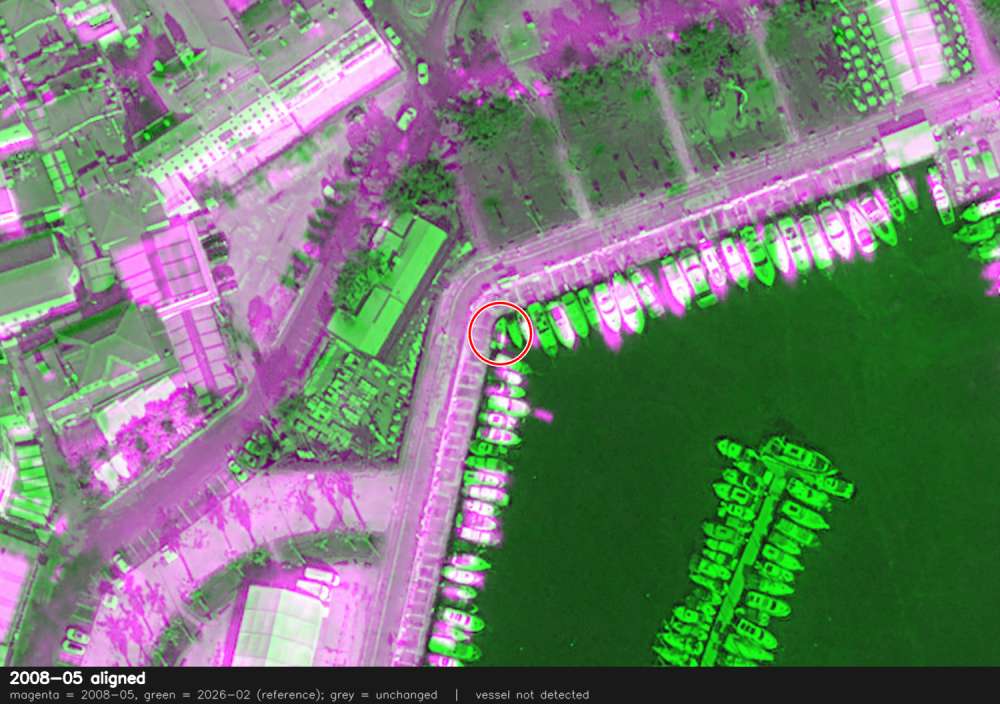 2008-05 aligned
magenta = 2008-05, green = 2026-02 (reference); grey = unchanged | vessel not detected